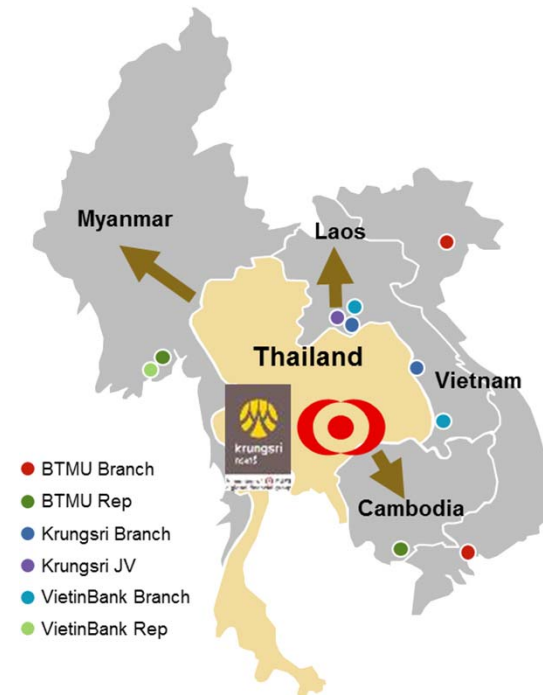 Myanmar
Laos
Thailand
Vietnam
krungsri
กรุงศรี
Cambodia
BTMU Branch
BTMU Rep
Krungsri Branch
Krungsri JV
VietinBank Branch
VietinBank Rep